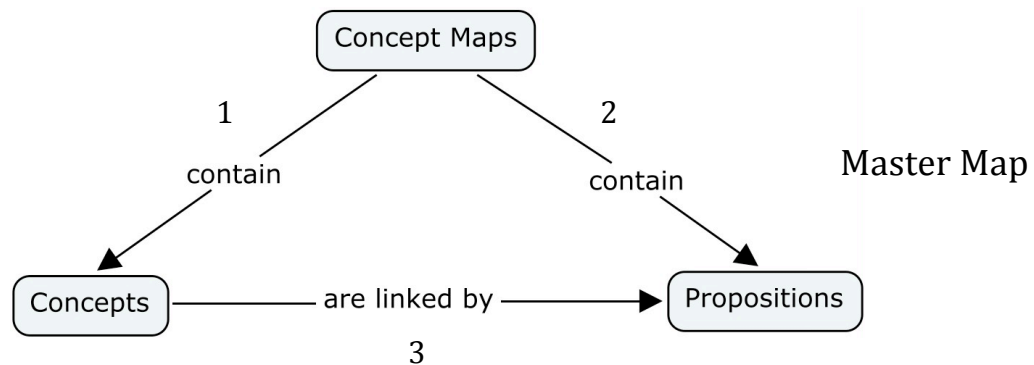 Concept Maps
1
2
contain
contain
Master Map
Concepts
are linked by
Propositions
3